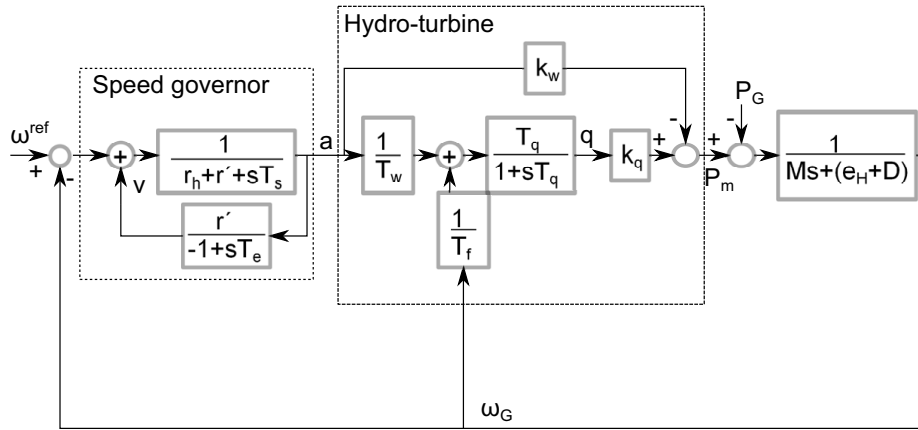 Hydro-turbine
Speed governor
k_w
P_G
ω^ref
+
-
+
v
1
r_h+r´+sT_s
a
1
T_w
+
T_q
1+sT_q
q
k_q
+
-
+
-
P_m
1
Ms+(e_H+D)
r´
-1+sT_e
1
T_f
ω_G